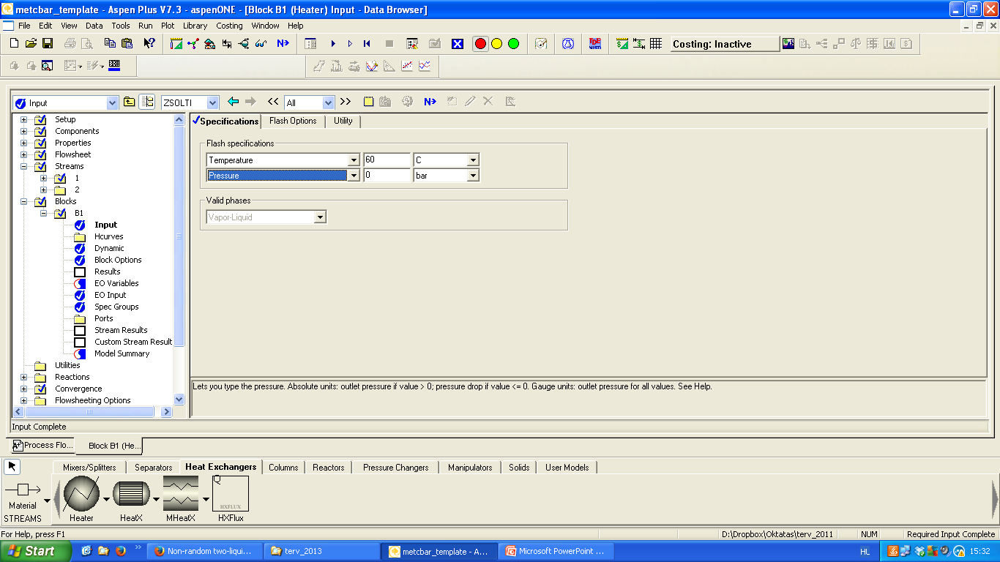 metcbar_template - Aspen Plus V7.3 - aspenONE - [Block B1 (Heater) Input - Data Browser]
File Edit View Data Tools Run Plot Library Costing Window Help
Costing: Inactive
Input ZSOLTI All
Specifications Flash Options Utility
Setup
Components
Properties
Flowsheet
Streams
1
2
Blocks
B1
Input
Hcurves
Dynamic
Block Options
Results
EO Variables
EO Input
Spec Groups
Ports
Stream Results
Custom Stream Result
Model Summary
Utilities
Reactions
Convergence
Flowsheeting Options
Flash specifications
Temperature 60 C
Pressure 0 bar
Valid phases
Vapor-Liquid
Lets you type the pressure. Absolute units: outlet pressure if value > 0; pressure drop if value <= 0. Gauge units: outlet pressure for all values. See Help.
Input Complete
Process Flo... Block B1 (He...
Mixers/Splitters Separators Heat Exchangers Columns Reactors Pressure Changers Manipulators Solids User Models
Material
STREAMS
Q
HXFLUX
Heater HeatX MHeatX HXFlux
For Help, press F1 D:\Dropbox\Oktatas\terv_2011 NUM Required Input Complete
Start Non-random two-liqui... terv_2013 metcbar_template - A... Microsoft PowerPoint ... HL 15:32